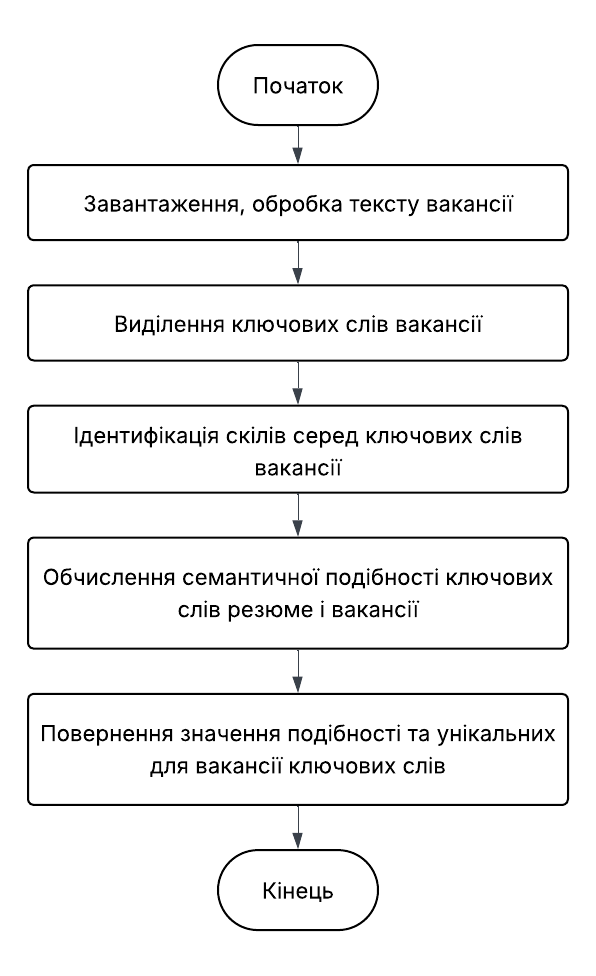 Початок
Завантаження, обробка тексту вакансії
Виділення ключових слів вакансії
Ідентифікація скілів серед ключових слів
вакансії
Обчислення семантичної подібності ключових
слів резюме і вакансії
Повернення значення подібності та унікальних
для вакансії ключових слів
Кінець